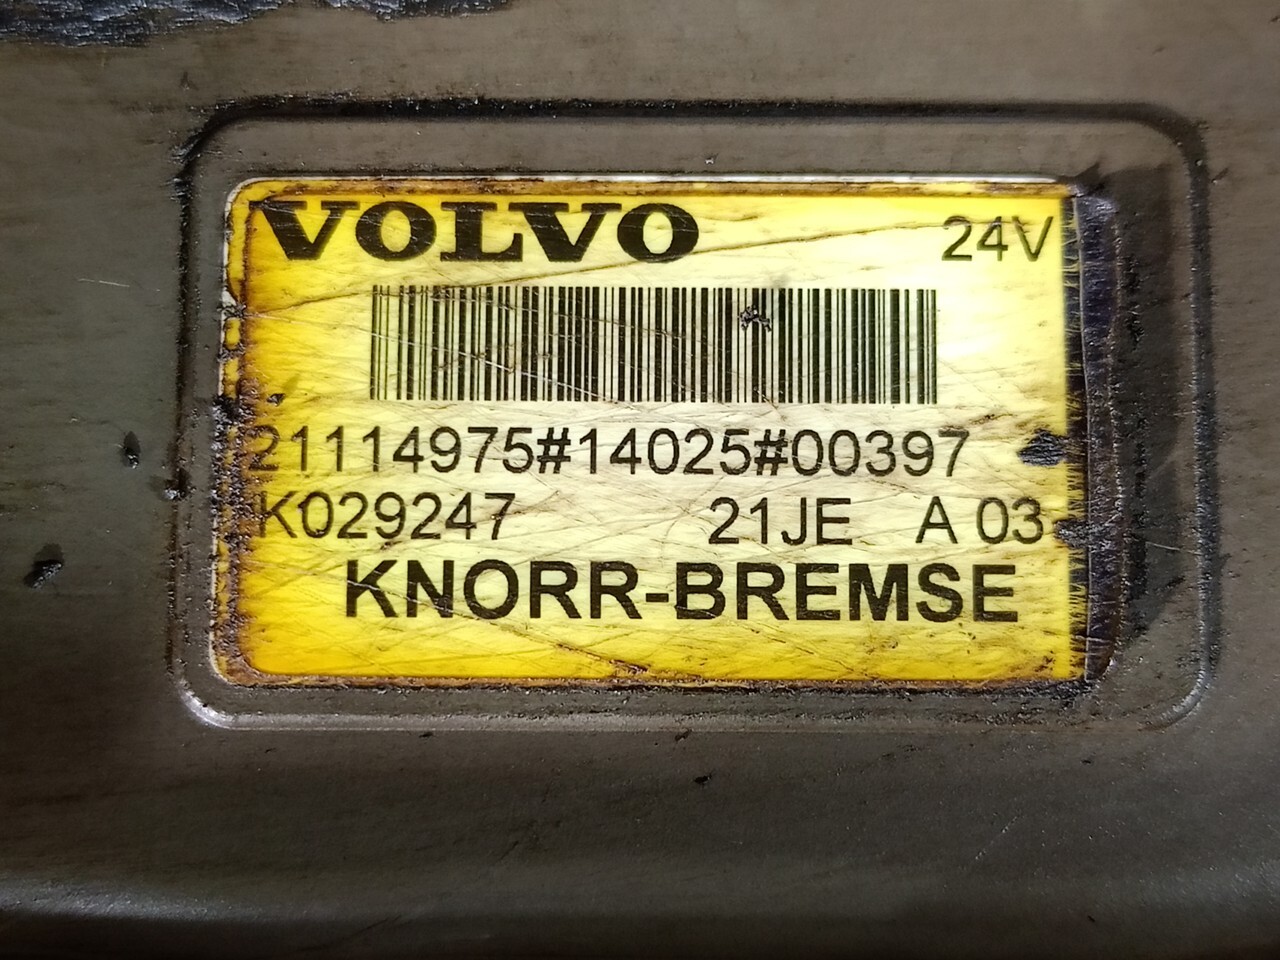 VOLVO 24V
21114975#14025#00397
K029247 21JE A 03
KNORR-BREMSE